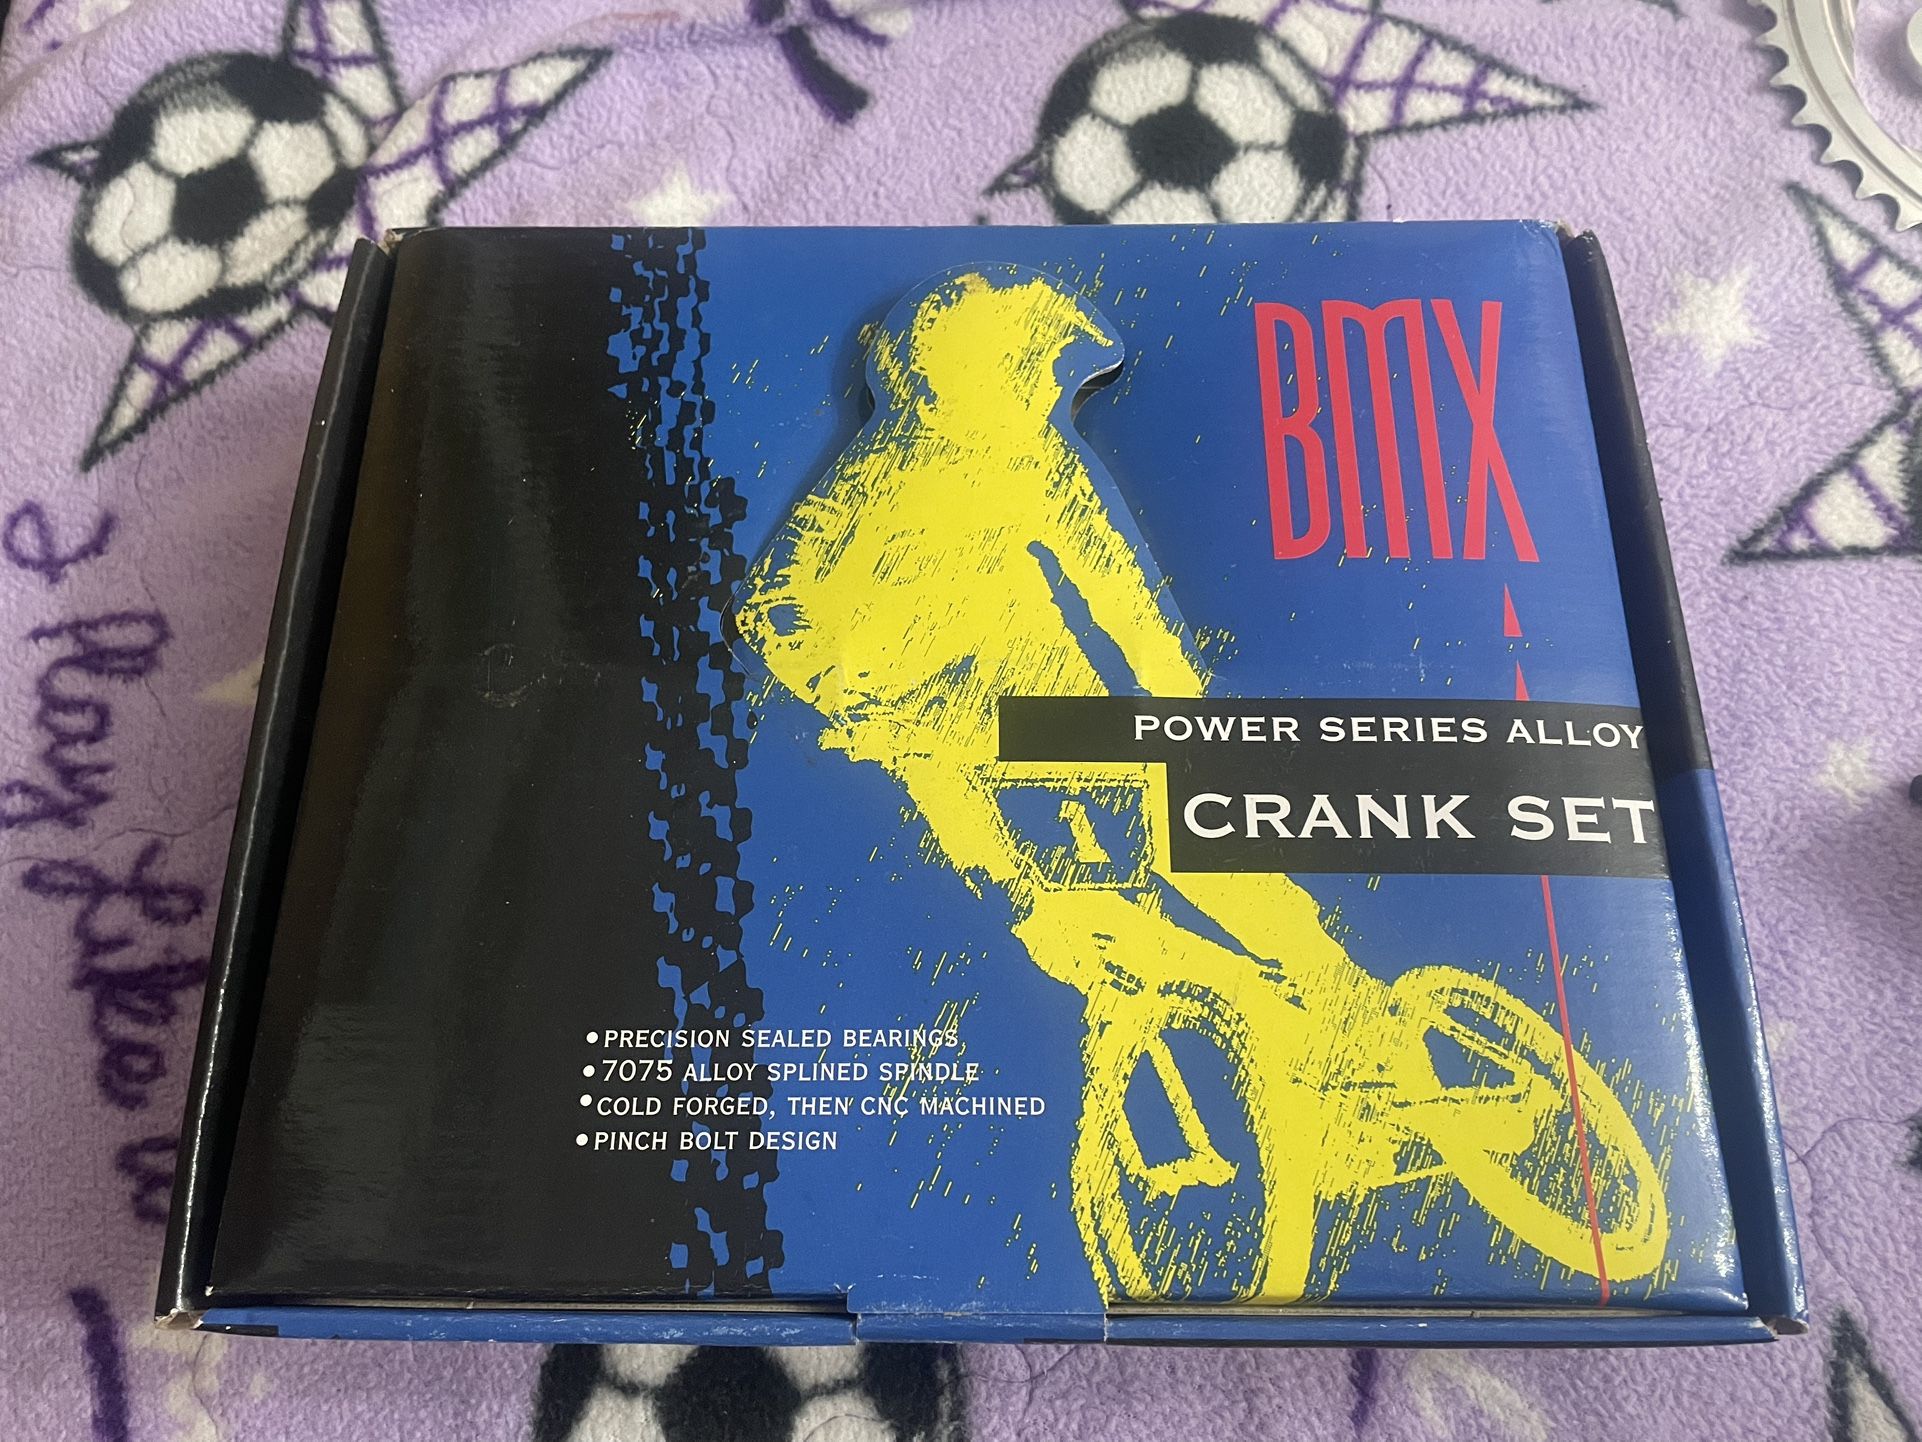 BMX
POWER SERIES ALLOY
CRANK SET
•PRECISION SEALED BEARINGS
•7075 ALLOY SPLINED SPINDLE
•COLD FORGED, THEN CNC MACHINED
•PINCH BOLT DESIGN